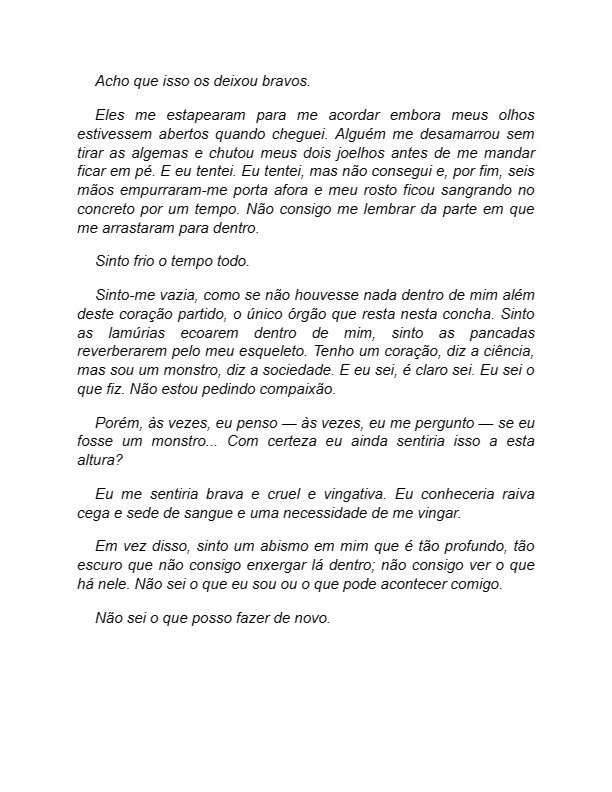 Acho que isso os deixou bravos.
Eles me estapearam para me acordar embora meus olhos
estivessem abertos quando cheguei. Alguém me desamarrou sem
tirar as algemas e chutou meus dois joelhos antes de me mandar
ficar em pé. E eu tentei. Eu tentei, mas não consegui e, por fim, seis
mãos empurraram-me porta afora e meu rosto ficou sangrando no
concreto por um tempo. Não consigo me lembrar da parte em que
me arrastaram para dentro.
Sinto frio o tempo todo.
Sinto-me vazia, como se não houvesse nada dentro de mim além
deste coração partido, o único órgão que resta nesta concha. Sinto
as lamúrias ecoarem dentro de mim, sinto as pancadas
reverberarem pelo meu esqueleto. Tenho um coração, diz a ciência,
mas sou um monstro, diz a sociedade. E eu sei, é claro sei. Eu sei o
que fiz. Não estou pedindo compaixão.
Porém, às vezes, eu penso — às vezes, eu me pergunto — se eu
fosse um monstro... Com certeza eu ainda sentiria isso a esta
altura?
Eu me sentiria brava e cruel e vingativa. Eu conheceria raiva
cega e sede de sangue e uma necessidade de me vingar.
Em vez disso, sinto um abismo em mim que é tão profundo, tão
escuro que não consigo enxergar lá dentro; não consigo ver o que
há nele. Não sei o que eu sou ou o que pode acontecer comigo.
Não sei o que posso fazer de novo.